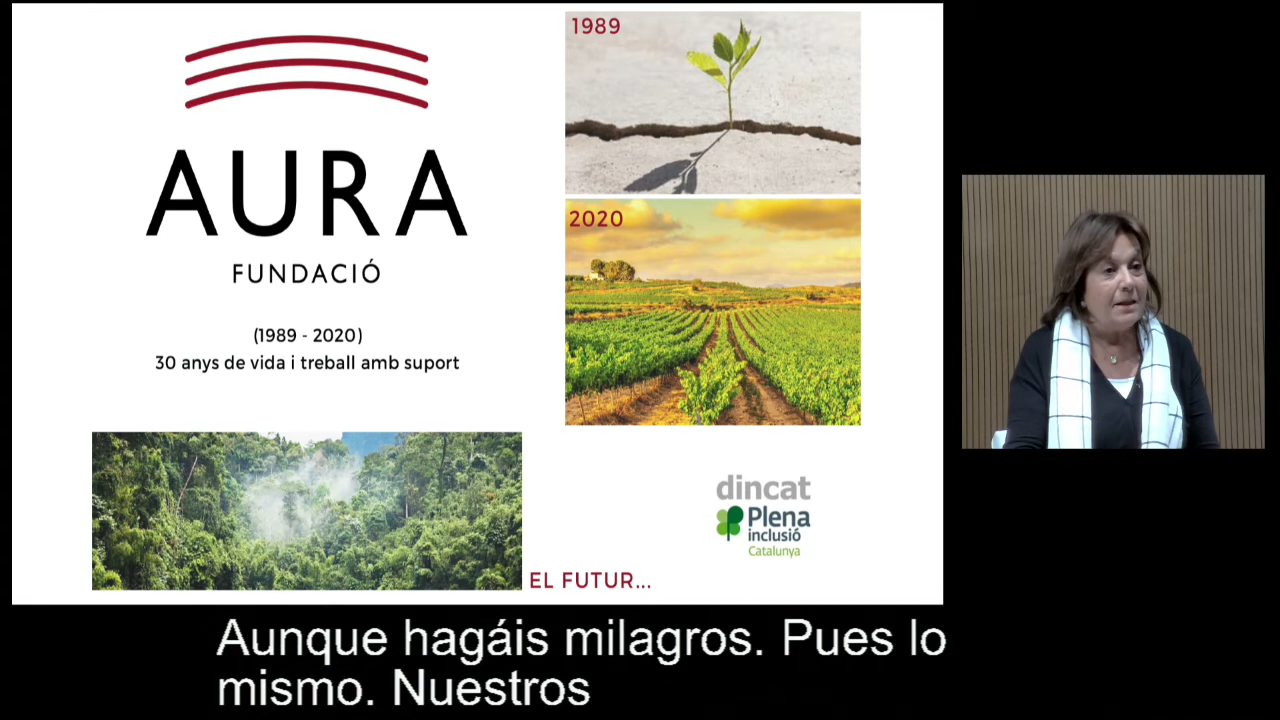 AURA
FUNDACIÓ
(1989 - 2020)
30 anys de vida i treball amb suport
1989
2020
dincat
Plena
inclusió
Catalunya
EL FUTUR...
Aunque hagáis milagros. Pues lo
mismo. Nuestros